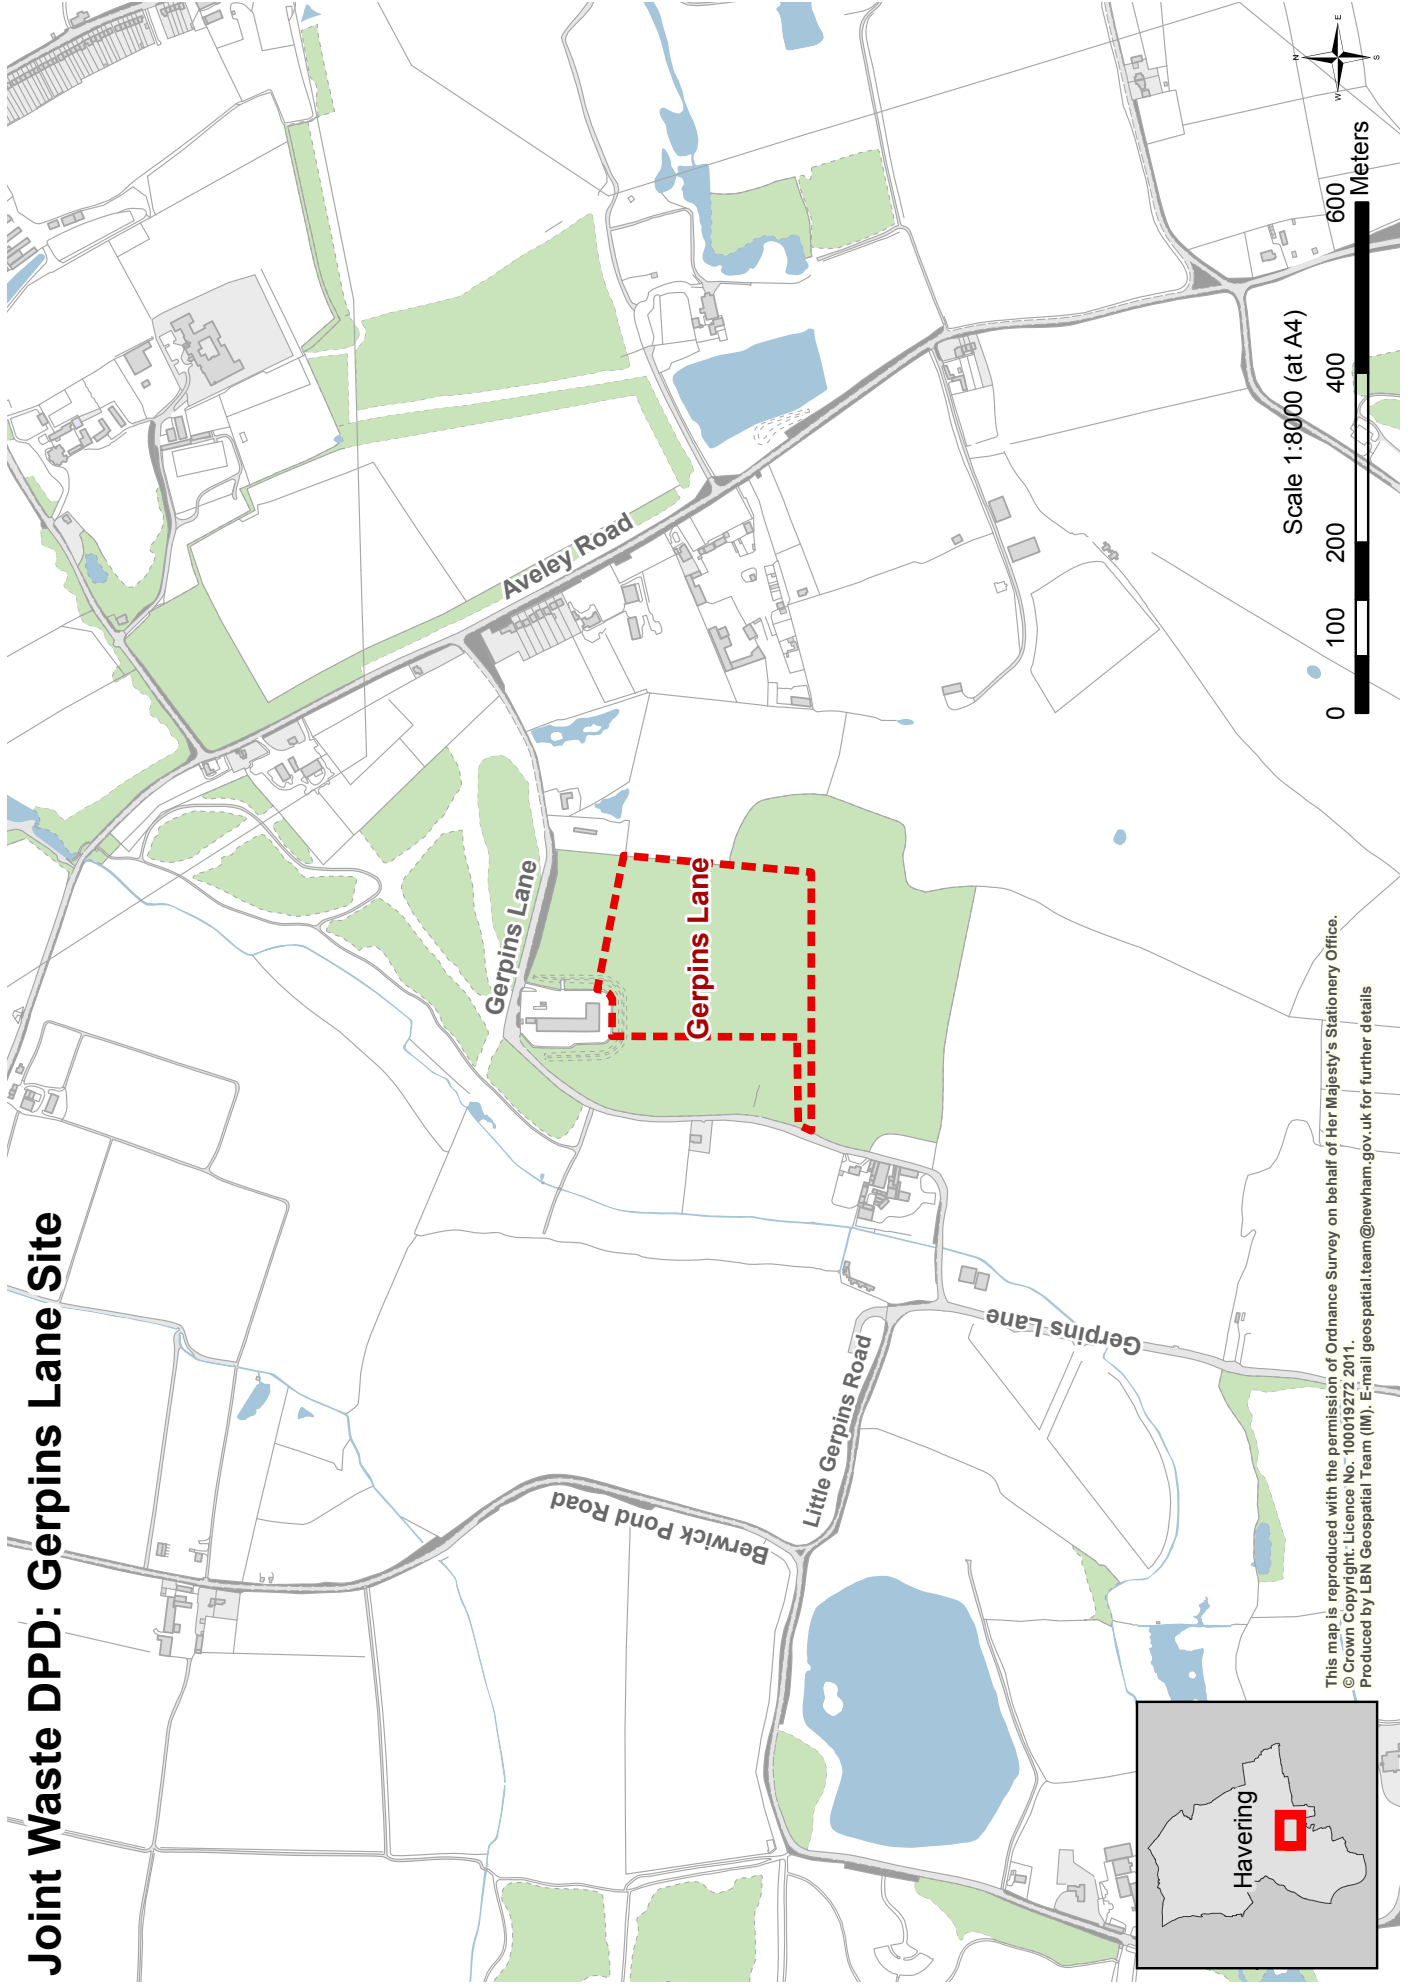 Joint Waste DPD: Gerpins Lane Site
Aveley Road
Gerpins Lane
Gerpins Lane
Berwick Pond Road
Little Gerpins Road
Gerpins Lane
Havering
This map is reproduced with the permission of Ordnance Survey on behalf of Her Majesty's Stationery Office.
© Crown Copyright. Licence No. 100019272 2011.
Produced by LBN Geospatial Team (IM). E-mail geospatial.team@newham.gov.uk for further details
Scale 1:8000 (at A4)
0 100 200 400 600
Meters
N
W E
S